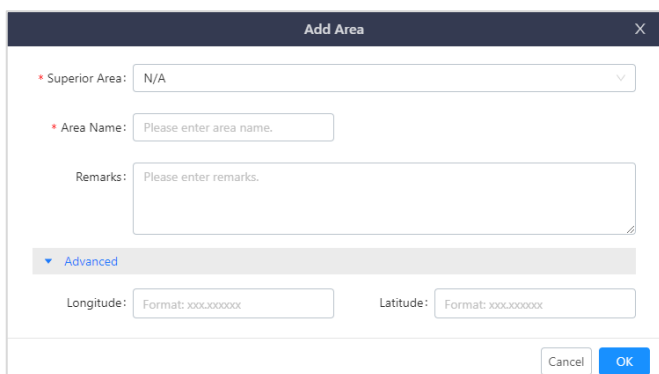 Add Area X
* Superior Area: N/A
* Area Name: Please enter area name.
Remarks: Please enter remarks.
Advanced
Longitude: Format: xxx.xxxxxx Latitude: Format: xxx.xxxxxx
Cancel OK